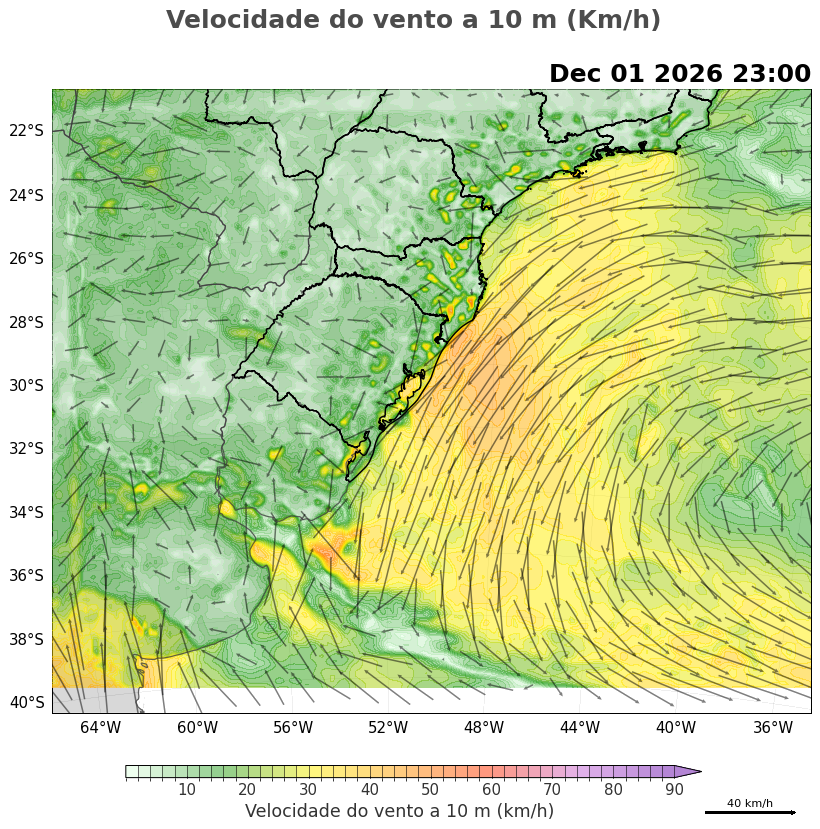 Velocidade do vento a 10 m (Km/h)
Dec 01 2026 23:00
22°S
24°S
26°S
28°S
30°S
32°S
34°S
36°S
38°S
40°S
64°W 60°W 56°W 52°W 48°W 44°W 40°W 36°W
10 20 30 40 50 60 70 80 90
Velocidade do vento a 10 m (km/h)
40 km/h